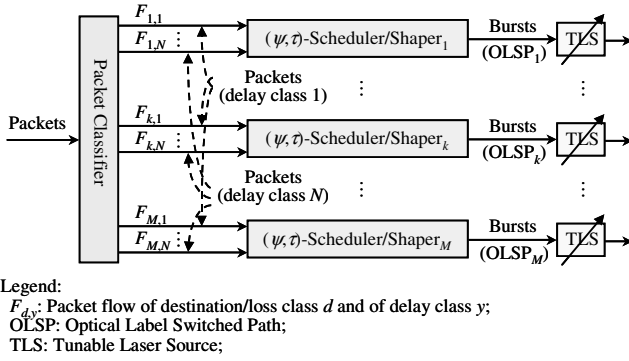 F1,1
F1,N
(ψ,τ)-Scheduler/Shaper1
Bursts
(OLSP1)
TLS
Packets
(delay class 1)
Packets
Packet Classifier
Fk,1
Fk,N
(ψ,τ)-Scheduler/Shaperk
Bursts
(OLSPk)
TLS
Packets
(delay class N)
FM,1
FM,N
(ψ,τ)-Scheduler/ShaperM
Bursts
(OLSPM)
TLS
Legend:
Fd,y: Packet flow of destination/loss class d and of delay class y;
OLSP: Optical Label Switched Path;
TLS: Tunable Laser Source;